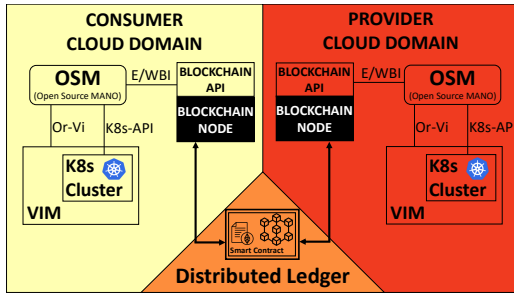 CONSUMER
CLOUD DOMAIN
OSM
(Open Source MANO)
E/WBI
BLOCKCHAIN
API
BLOCKCHAIN
NODE
Or-Vi
K8s-API
K8s
Cluster
VIM
PROVIDER
CLOUD DOMAIN
BLOCKCHAIN
API
BLOCKCHAIN
NODE
E/WBI
OSM
(Open Source MANO)
Or-Vi
K8s-AP
K8s
Cluster
VIM
Smart Contract
Distributed Ledger